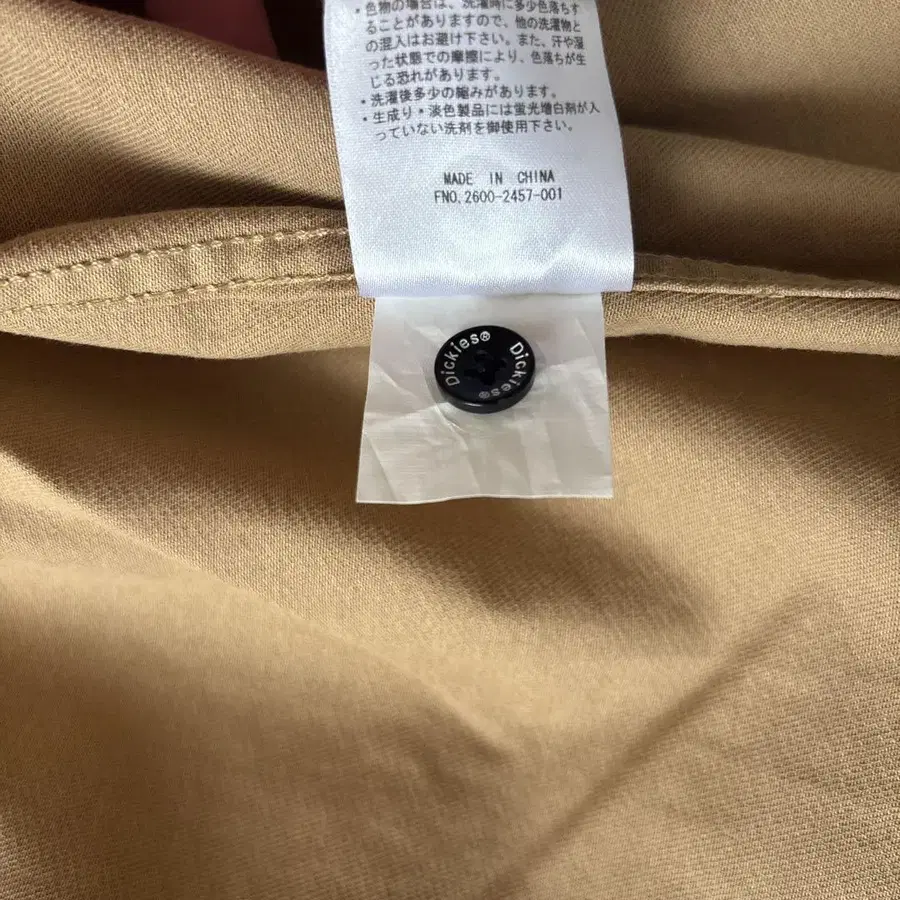 ・色物の場合は、洗濯時に多少色落ちす
ることがありますので、他の洗濯物と
の混入はお避け下さい。また、汗や湿
った状態での摩擦により、色落ちが生
じる恐れがあります。
・洗濯後多少の縮みがあります。
・生成り・淡色製品には蛍光増白剤が入
っていない洗剤を御使用下さい。
MADE IN CHINA
FNO.2600-2457-001
Dickies®
Dickies®